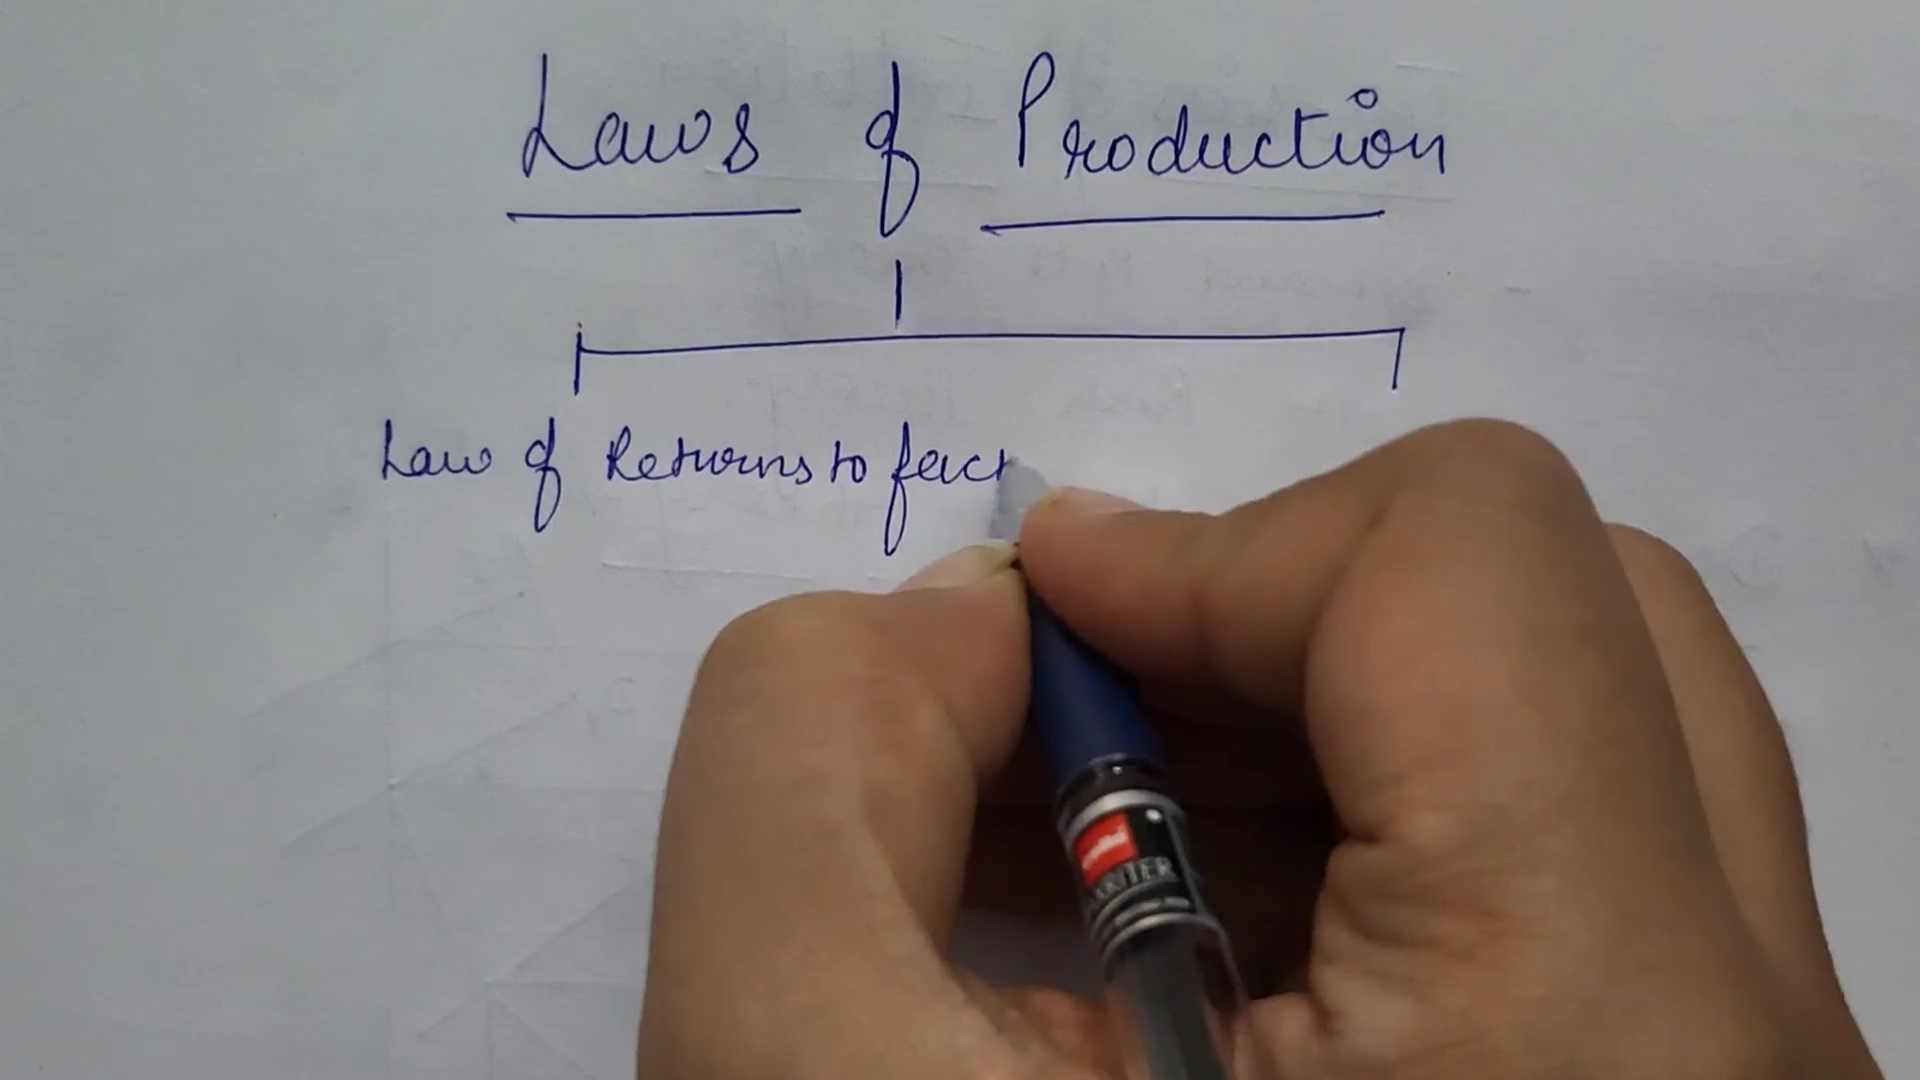 Laws of Production
Law of Returns to fact